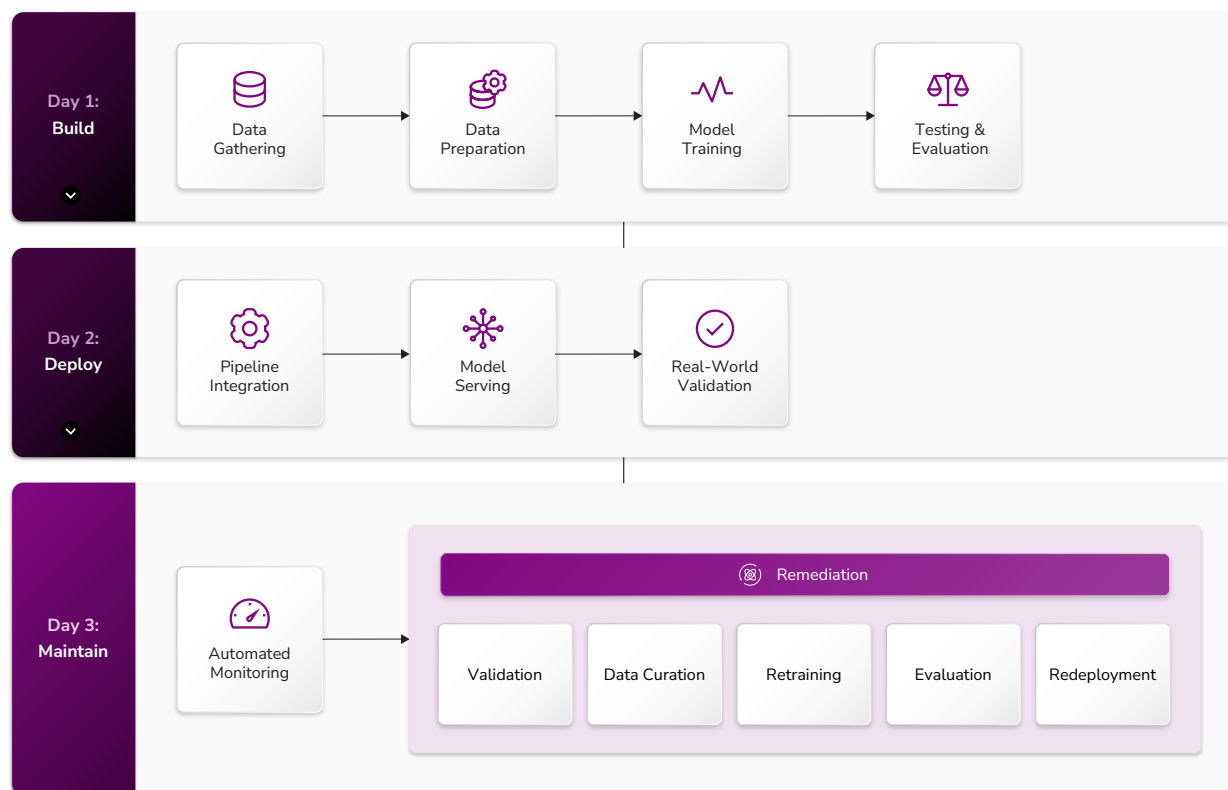 Day 1:
Build
Data
Gathering
Data
Preparation
Model
Training
Testing &
Evaluation
Day 2:
Deploy
Pipeline
Integration
Model
Serving
Real-World
Validation
Day 3:
Maintain
Automated
Monitoring
Remediation
Validation
Data Curation
Retraining
Evaluation
Redeployment